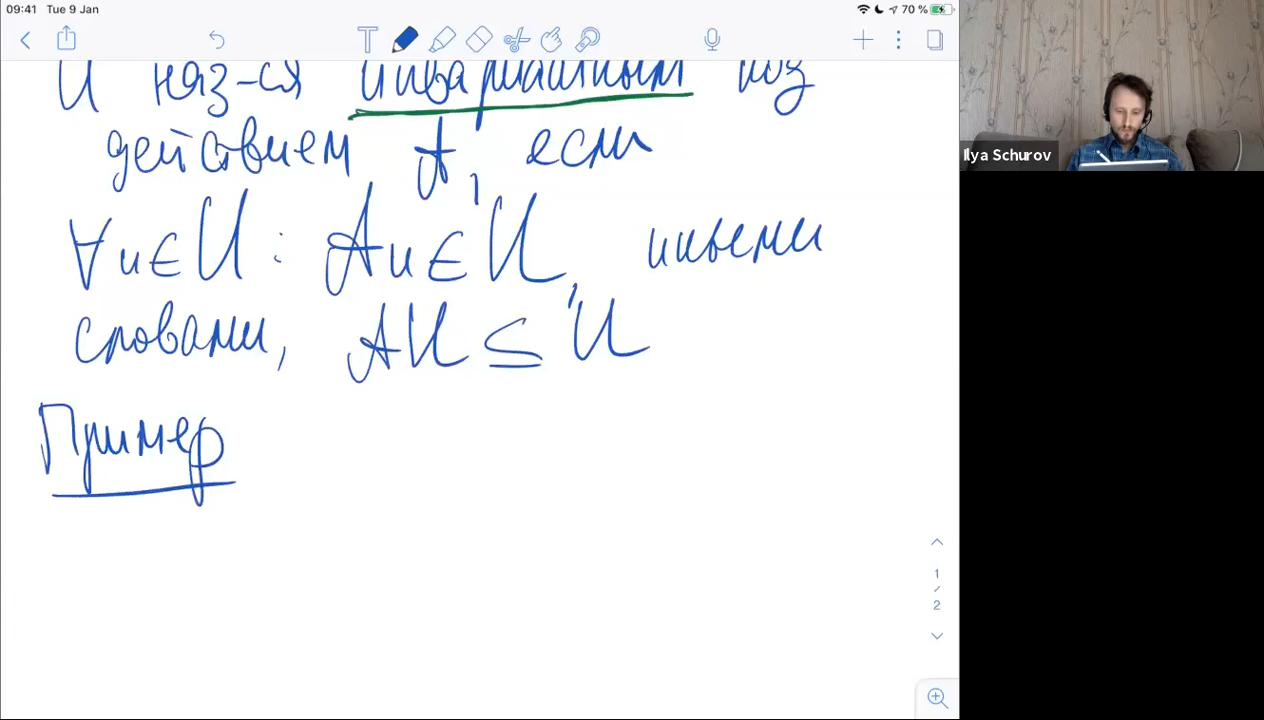 09:41 Tue 9 Jan
70 %
U наз-ся инвариантным под
действием A, если
∀u∈U: Au∈U, иными
словами, AU⊆U
Пример
Ilya Schurov
1
/
2